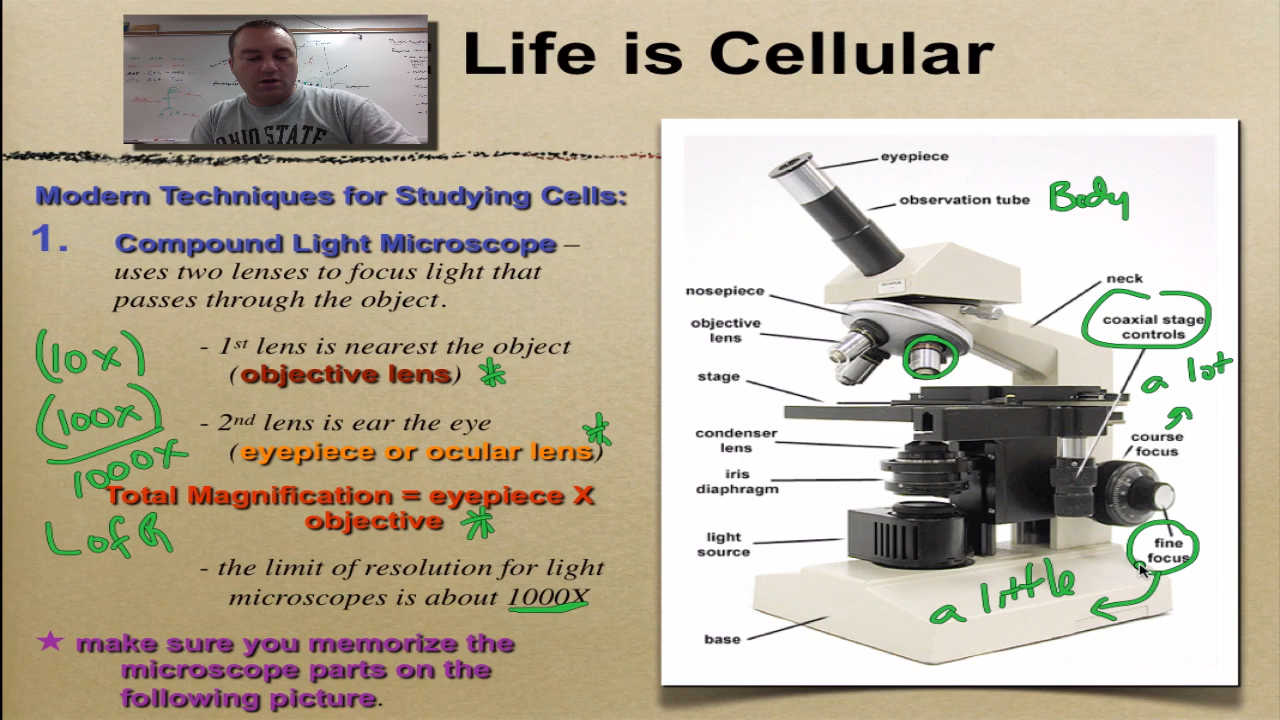 Life is Cellular
OHIO STATE
Modern Techniques for Studying Cells:
1. Compound Light Microscope –
uses two lenses to focus light that
passes through the object.
- 1st lens is nearest the object
(objective lens) *
- 2nd lens is ear the eye
(eyepiece or ocular lens) *
(10x)
(100x)
1000x
Total Magnification = eyepiece X
objective *
L of R
- the limit of resolution for light
microscopes is about 1000X
★ make sure you memorize the
microscope parts on the
following picture.
eyepiece
observation tube Body
nosepiece
neck
objective
lens
coaxial stage
controls
stage
a lot
condenser
lens
course
focus
iris
diaphragm
light
source
fine
focus
a little
base